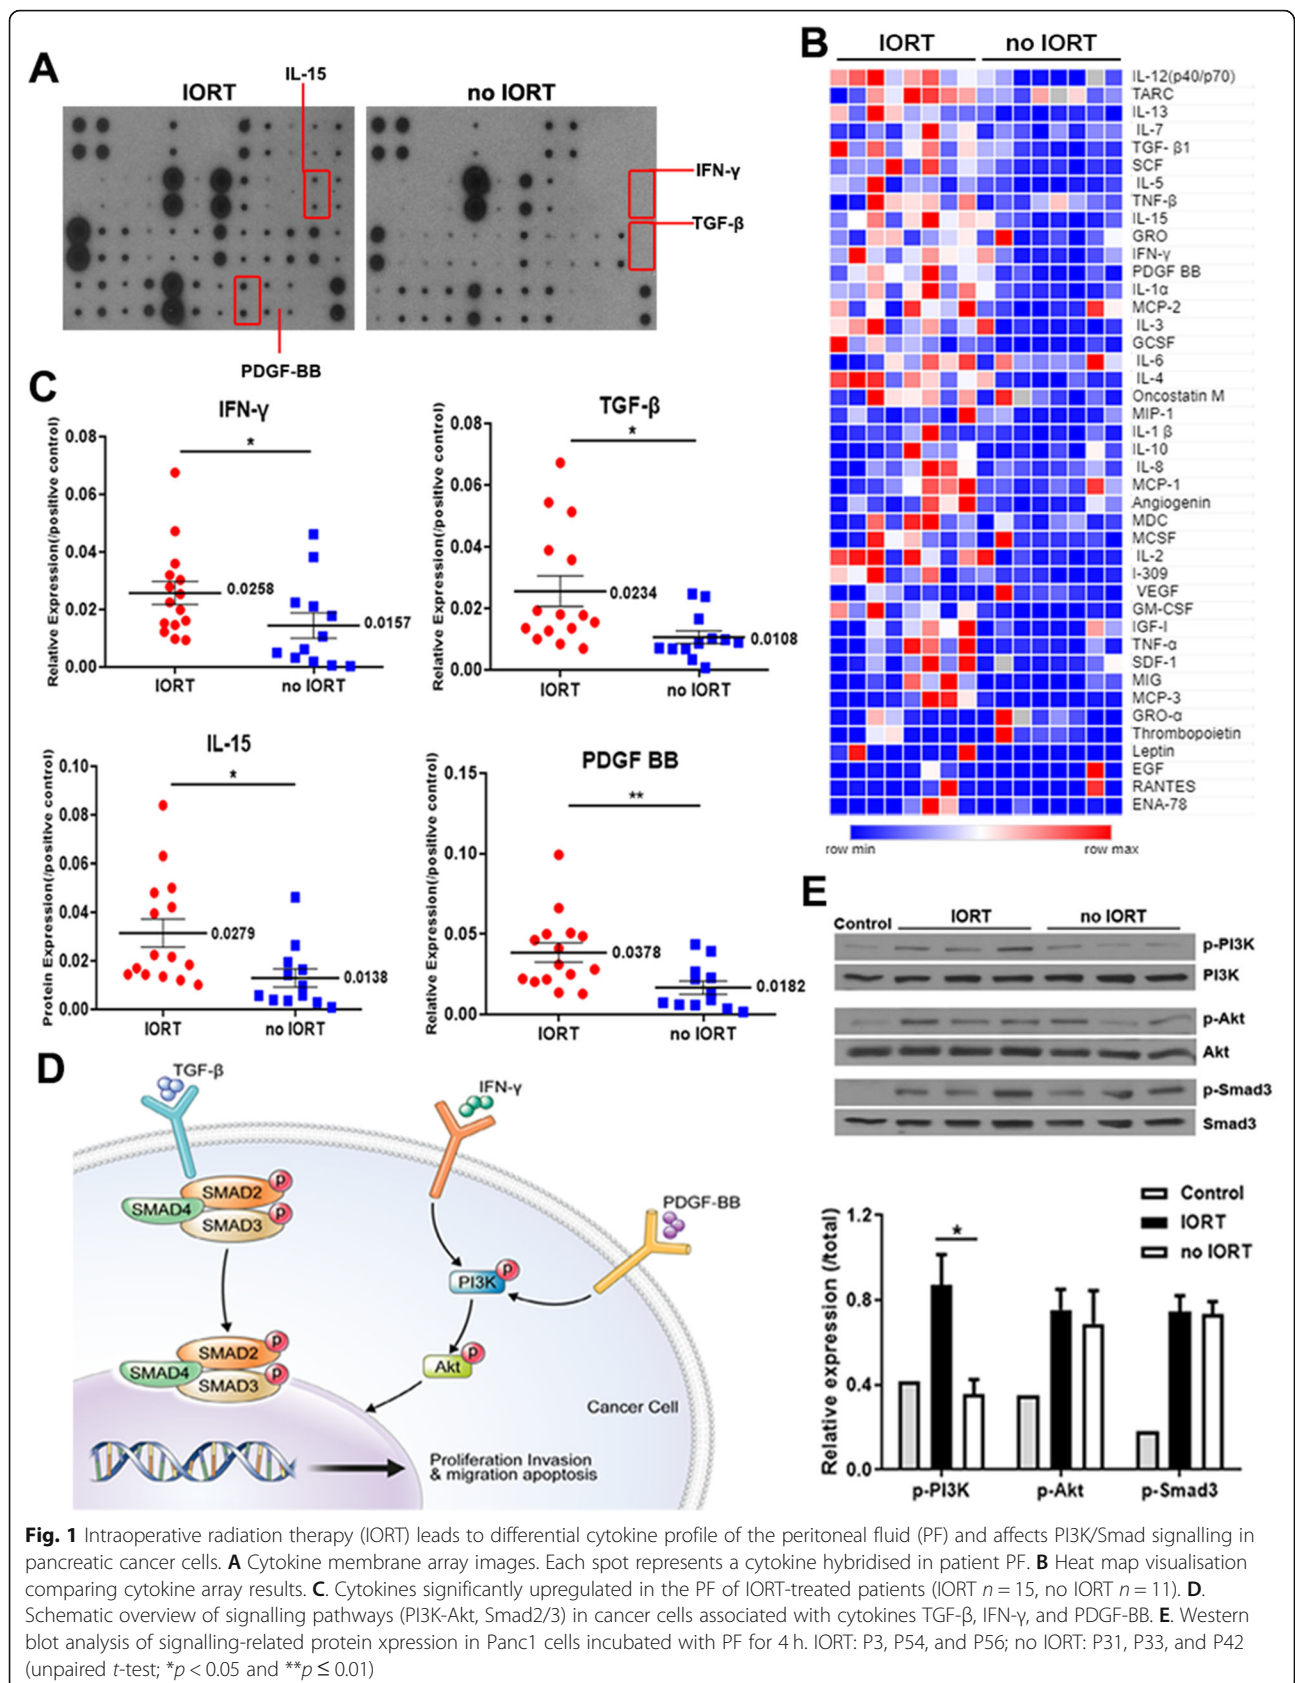 A
IORT
IL-15
no IORT
IFN-γ
TGF-β
PDGF-BB
B
IORT
no IORT
IL-12(p40/p70)
TARC
IL-13
IL-7
TGF- β1
SCF
IL-5
TNF-β
IL-15
GRO
IFN-γ
PDGF BB
IL-1α
MCP-2
IL-3
GCSF
IL-6
IL-4
Oncostatin M
MIP-1
IL-1 β
IL-10
IL-8
MCP-1
Angiogenin
MDC
MCSF
IL-2
I-309
VEGF
GM-CSF
IGF-I
TNF-α
SDF-1
MIG
MCP-3
GRO-α
Thrombopoietin
Leptin
EGF
RANTES
ENA-78
row min
row max
C
IFN-γ
Relative Expression(/positive control)
0.08
0.06
0.04
0.02
0.00
*
0.0258
0.0157
IORT
no IORT
TGF-β
Relative Expression(/positive control)
0.08
0.06
0.04
0.02
0.00
*
0.0234
0.0108
IORT
no IORT
IL-15
Protein Expression(/positive control)
0.10
0.08
0.06
0.04
0.02
0.00
*
0.0279
0.0138
IORT
no IORT
PDGF BB
Relative Expression(/positive control)
0.15
0.10
0.05
0.00
**
0.0378
0.0182
IORT
no IORT
D
TGF-β
IFN-γ
PDGF-BB
SMAD2
SMAD4
SMAD3
P
P
PI3K
P
Akt
P
SMAD2
SMAD4
SMAD3
P
P
Cancer Cell
Proliferation Invasion
& migration apoptosis
E
Control
IORT
no IORT
p-PI3K
PI3K
p-Akt
Akt
p-Smad3
Smad3
Control
IORT
no IORT
Relative expression (/total)
1.2
0.8
0.4
0.0
*
p-PI3K
p-Akt
p-Smad3
Fig. 1 Intraoperative radiation therapy (IORT) leads to differential cytokine profile of the peritoneal fluid (PF) and affects PI3K/Smad signalling in
pancreatic cancer cells. A Cytokine membrane array images. Each spot represents a cytokine hybridised in patient PF. B Heat map visualisation
comparing cytokine array results. C. Cytokines significantly upregulated in the PF of IORT-treated patients (IORT n = 15, no IORT n = 11). D.
Schematic overview of signalling pathways (PI3K-Akt, Smad2/3) in cancer cells associated with cytokines TGF-β, IFN-γ, and PDGF-BB. E. Western
blot analysis of signalling-related protein xpression in Panc1 cells incubated with PF for 4 h. IORT: P3, P54, and P56; no IORT: P31, P33, and P42
(unpaired t-test; *p < 0.05 and **p ≤ 0.01)